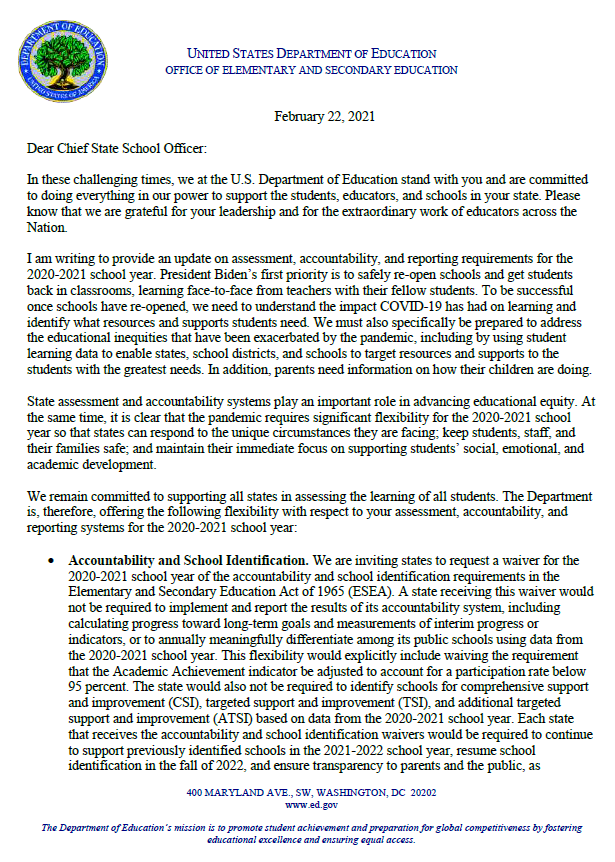 DEPARTMENT OF EDUCATION
UNITED STATES OF AMERICA
UNITED STATES DEPARTMENT OF EDUCATION
OFFICE OF ELEMENTARY AND SECONDARY EDUCATION
February 22, 2021
Dear Chief State School Officer:
In these challenging times, we at the U.S. Department of Education stand with you and are committed
to doing everything in our power to support the students, educators, and schools in your state. Please
know that we are grateful for your leadership and for the extraordinary work of educators across the
Nation.
I am writing to provide an update on assessment, accountability, and reporting requirements for the
2020-2021 school year. President Biden's first priority is to safely re-open schools and get students
back in classrooms, learning face-to-face from teachers with their fellow students. To be successful
once schools have re-opened, we need to understand the impact COVID-19 has had on learning and
identify what resources and supports students need. We must also specifically be prepared to address
the educational inequities that have been exacerbated by the pandemic, including by using student
learning data to enable states, school districts, and schools to target resources and supports to the
students with the greatest needs. In addition, parents need information on how their children are doing.
State assessment and accountability systems play an important role in advancing educational equity. At
the same time, it is clear that the pandemic requires significant flexibility for the 2020-2021 school
year so that states can respond to the unique circumstances they are facing; keep students, staff, and
their families safe; and maintain their immediate focus on supporting students' social, emotional, and
academic development.
We remain committed to supporting all states in assessing the learning of all students. The Department
is, therefore, offering the following flexibility with respect to your assessment, accountability, and
reporting systems for the 2020-2021 school year:
• Accountability and School Identification. We are inviting states to request a waiver for the
2020-2021 school year of the accountability and school identification requirements in the
Elementary and Secondary Education Act of 1965 (ESEA). A state receiving this waiver would
not be required to implement and report the results of its accountability system, including
calculating progress toward long-term goals and measurements of interim progress or
indicators, or to annually meaningfully differentiate among its public schools using data from
the 2020-2021 school year. This flexibility would explicitly include waiving the requirement
that the Academic Achievement indicator be adjusted to account for a participation rate below
95 percent. The state would also not be required to identify schools for comprehensive support
and improvement (CSI), targeted support and improvement (TSI), and additional targeted
support and improvement (ATSI) based on data from the 2020-2021 school year. Each state
that receives the accountability and school identification waivers would be required to continue
to support previously identified schools in the 2021-2022 school year, resume school
identification in the fall of 2022, and ensure transparency to parents and the public, as
400 MARYLAND AVE., SW, WASHINGTON, DC 20202
www.ed.gov
The Department of Education's mission is to promote student achievement and preparation for global competitiveness by fostering
educational excellence and ensuring equal access.